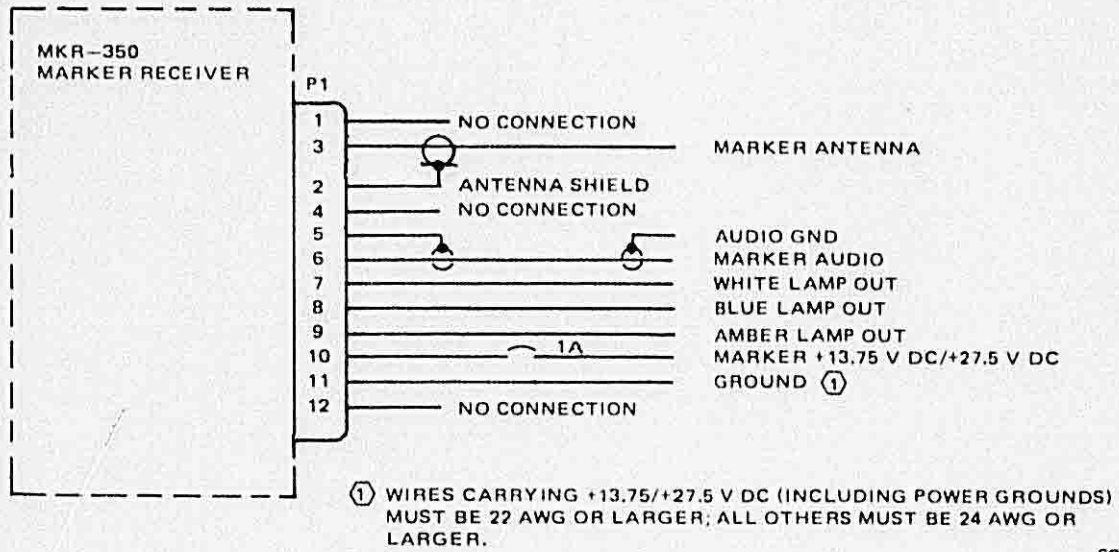 MKR-350
MARKER RECEIVER
P1
1 NO CONNECTION
3 MARKER ANTENNA
2 ANTENNA SHIELD
4 NO CONNECTION
5 AUDIO GND
6 MARKER AUDIO
7 WHITE LAMP OUT
8 BLUE LAMP OUT
9 AMBER LAMP OUT
10 1A MARKER +13.75 V DC/+27.5 V DC
11 GROUND 1
12 NO CONNECTION
1 WIRES CARRYING +13.75/+27.5 V DC (INCLUDING POWER GROUNDS)
MUST BE 22 AWG OR LARGER; ALL OTHERS MUST BE 24 AWG OR
LARGER.